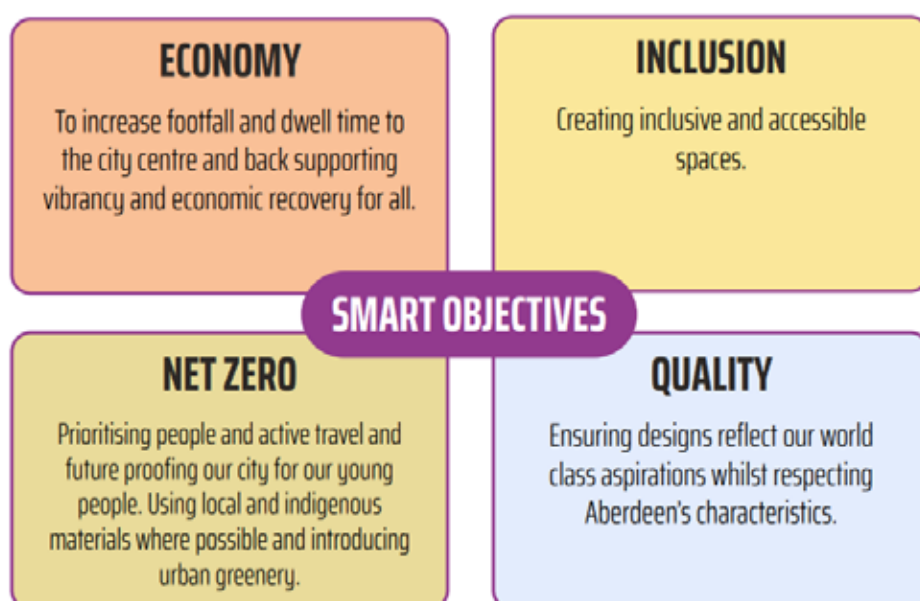 ECONOMY
To increase footfall and dwell time to
the city centre and back supporting
vibrancy and economic recovery for all.
INCLUSION
Creating inclusive and accessible
spaces.
SMART OBJECTIVES
NET ZERO
Prioritising people and active travel and
future proofing our city for our young
people. Using local and indigenous
materials where possible and introducing
urban greenery.
QUALITY
Ensuring designs reflect our world
class aspirations whilst respecting
Aberdeen's characteristics.